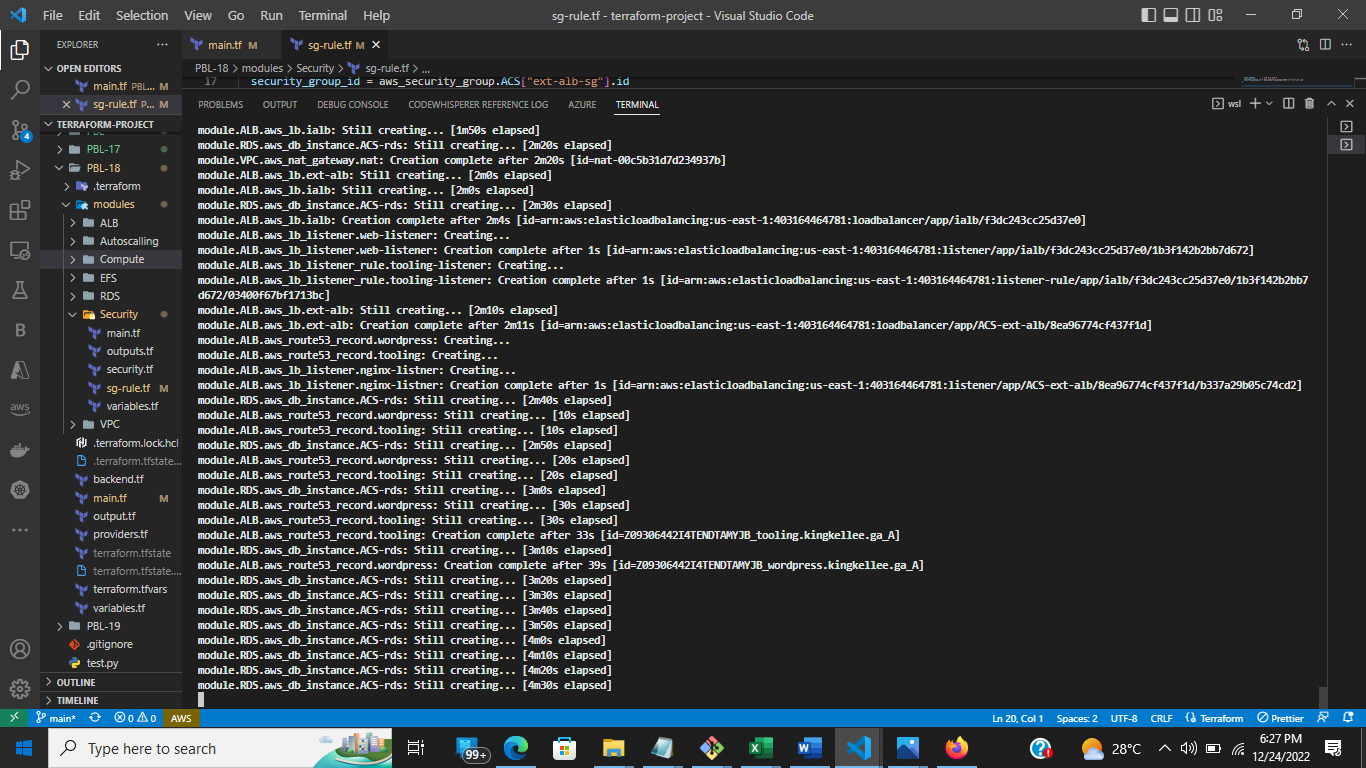 File Edit Selection View Go Run Terminal Help
sg-rule.tf - terraform-project - Visual Studio Code
EXPLORER
OPEN EDITORS
main.tf PBL... M
sg-rule.tf P... M
TERRAFORM-PROJECT
PBL-17
PBL-18
.terraform
modules
ALB
Autoscalling
Compute
EFS
RDS
Security
main.tf
outputs.tf
security.tf
sg-rule.tf M
variables.tf
VPC
.terraform.lock.hcl
.terraform.tfstate...
backend.tf
main.tf M
output.tf
providers.tf
terraform.tfstate
terraform.tfstate....
terraform.tfvars
variables.tf
PBL-19
.gitignore
test.py
OUTLINE
TIMELINE
main.tf M
sg-rule.tf M
PBL-18 > modules > Security > sg-rule.tf > ...
17 security_group_id = aws_security_group.ACS["ext-alb-sg"].id
PROBLEMS OUTPUT DEBUG CONSOLE CODEWHISPERER REFERENCE LOG AZURE TERMINAL
wsl
module.ALB.aws_lb.ialb: Still creating... [1m50s elapsed]
module.RDS.aws_db_instance.ACS-rds: Still creating... [2m20s elapsed]
module.VPC.aws_nat_gateway.nat: Creation complete after 2m20s [id=nat-00c5b31d7d234937b]
module.ALB.aws_lb.ext-alb: Still creating... [2m0s elapsed]
module.ALB.aws_lb.ialb: Still creating... [2m0s elapsed]
module.RDS.aws_db_instance.ACS-rds: Still creating... [2m30s elapsed]
module.ALB.aws_lb.ialb: Creation complete after 2m4s [id=arn:aws:elasticloadbalancing:us-east-1:403164464781:loadbalancer/app/ialb/f3dc243cc25d37e0]
module.ALB.aws_lb_listener.web-listener: Creating...
module.ALB.aws_lb_listener.web-listener: Creation complete after 1s [id=arn:aws:elasticloadbalancing:us-east-1:403164464781:listener/app/ialb/f3dc243cc25d37e0/1b3f142b2bb7d672]
module.ALB.aws_lb_listener_rule.tooling-listener: Creating...
module.ALB.aws_lb_listener_rule.tooling-listener: Creation complete after 1s [id=arn:aws:elasticloadbalancing:us-east-1:403164464781:listener-rule/app/ialb/f3dc243cc25d37e0/1b3f142b2bb7
d672/03400f67bf1713bc]
module.ALB.aws_lb.ext-alb: Still creating... [2m10s elapsed]
module.ALB.aws_lb.ext-alb: Creation complete after 2m11s [id=arn:aws:elasticloadbalancing:us-east-1:403164464781:loadbalancer/app/ACS-ext-alb/8ea96774cf437f1d]
module.ALB.aws_route53_record.wordpress: Creating...
module.ALB.aws_route53_record.tooling: Creating...
module.ALB.aws_lb_listener.nginx-listner: Creating...
module.ALB.aws_lb_listener.nginx-listner: Creation complete after 1s [id=arn:aws:elasticloadbalancing:us-east-1:403164464781:listener/app/ACS-ext-alb/8ea96774cf437f1d/b337a29b05c74cd2]
module.RDS.aws_db_instance.ACS-rds: Still creating... [2m40s elapsed]
module.ALB.aws_route53_record.wordpress: Still creating... [10s elapsed]
module.ALB.aws_route53_record.tooling: Still creating... [10s elapsed]
module.RDS.aws_db_instance.ACS-rds: Still creating... [2m50s elapsed]
module.ALB.aws_route53_record.wordpress: Still creating... [20s elapsed]
module.ALB.aws_route53_record.tooling: Still creating... [20s elapsed]
module.RDS.aws_db_instance.ACS-rds: Still creating... [3m0s elapsed]
module.ALB.aws_route53_record.wordpress: Still creating... [30s elapsed]
module.ALB.aws_route53_record.tooling: Still creating... [30s elapsed]
module.ALB.aws_route53_record.tooling: Creation complete after 33s [id=Z09306442I4TENDTAMYJB_tooling.kingkellee.ga_A]
module.RDS.aws_db_instance.ACS-rds: Still creating... [3m10s elapsed]
module.ALB.aws_route53_record.wordpress: Creation complete after 39s [id=Z09306442I4TENDTAMYJB_wordpress.kingkellee.ga_A]
module.RDS.aws_db_instance.ACS-rds: Still creating... [3m20s elapsed]
module.RDS.aws_db_instance.ACS-rds: Still creating... [3m30s elapsed]
module.RDS.aws_db_instance.ACS-rds: Still creating... [3m40s elapsed]
module.RDS.aws_db_instance.ACS-rds: Still creating... [3m50s elapsed]
module.RDS.aws_db_instance.ACS-rds: Still creating... [4m0s elapsed]
module.RDS.aws_db_instance.ACS-rds: Still creating... [4m10s elapsed]
module.RDS.aws_db_instance.ACS-rds: Still creating... [4m20s elapsed]
module.RDS.aws_db_instance.ACS-rds: Still creating... [4m30s elapsed]
4
B
aws
main* 0 0 AWS
Ln 20, Col 1 Spaces: 2 UTF-8 CRLF Terraform Prettier
Type here to search
99+
28°C
6:27 PM
12/24/2022